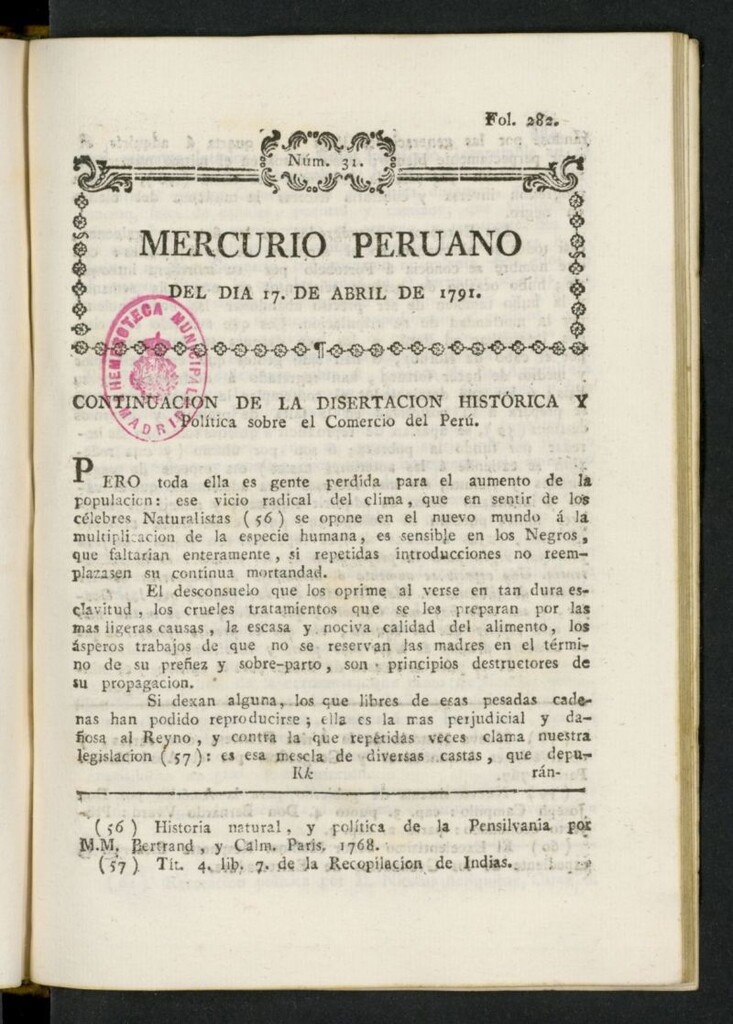 Fol. 282.
Núm. 31.
MERCURIO PERUANO
DEL DIA 17. DE ABRIL DE 1791.
HEMEROTECA MUNICIPAL
MADRID
CONTINUACION DE LA DISERTACION HISTÓRICA Y
Política sobre el Comercio del Perú.
PERO toda ella es gente perdida para el aumento de la
populacion: ese vicio radical del clima, que en sentir de los
célebres Naturalistas (56) se opone en el nuevo mundo á la
multiplicacion de la especie humana, es sensible en los Negros,
que faltarian enteramente, si repetidas introducciones no reem-
plazasen su continua mortandad.
El desconsuelo que los oprime al verse en tan dura es-
clavitud, los crueles tratamientos que se les preparan por las
mas ligeras causas, la escasa y nociva calidad del alimento, los
ásperos trabajos de que no se reservan las madres en el térmi-
no de su preñez y sobre-parto, son principios destructores de
su propagacion.
Si dexan alguna, los que libres de esas pesadas cade-
nas han podido reproducirse; ella es la mas perjudicial y da-
ñosa al Reyno, y contra la que repetidas veces clama nuestra
legislacion (57): es esa mescla de diversas castas, que depu-
Kk rán-
(56) Historia natural, y política de la Pensilvania por
M.M. Bertrand, y Calm. Paris. 1768.
(57) Tit. 4. lib. 7. de la Recopilacion de Indias.